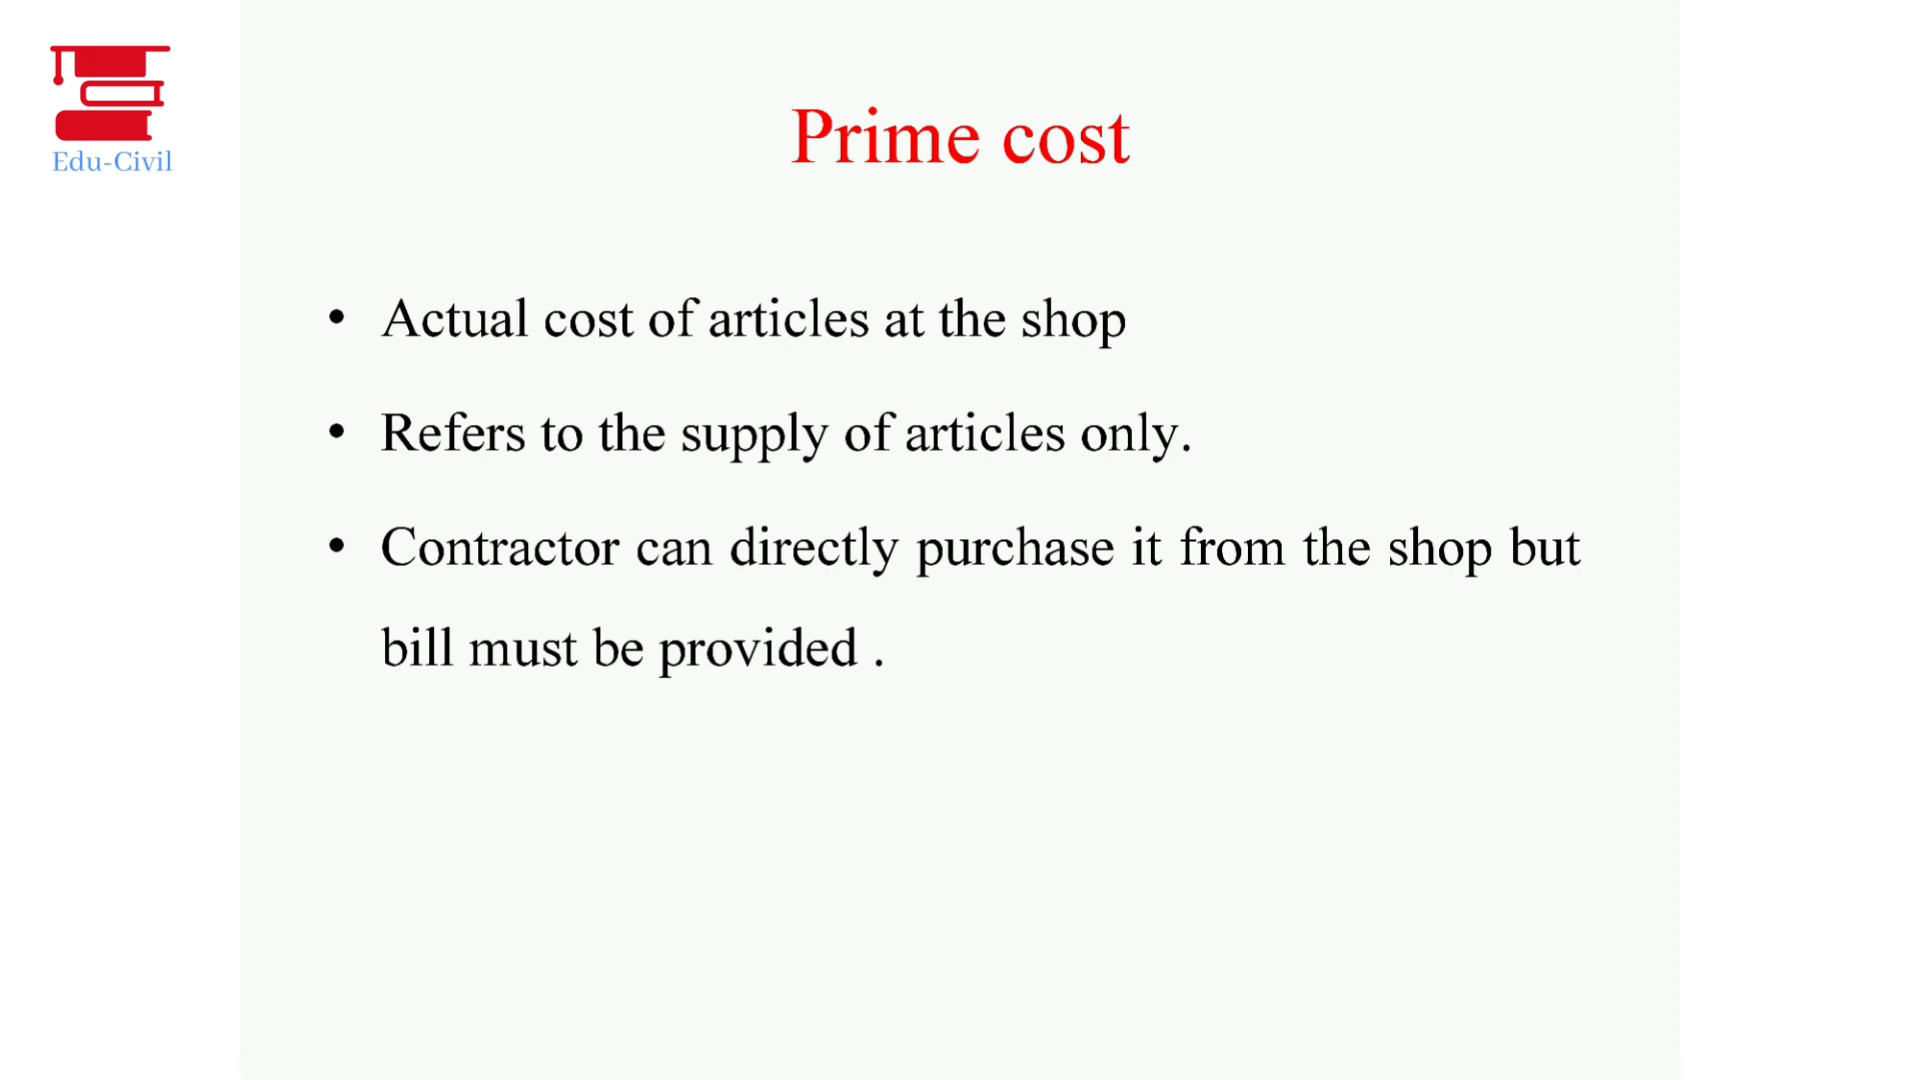 Edu-Civil
Prime cost
• Actual cost of articles at the shop
• Refers to the supply of articles only.
• Contractor can directly purchase it from the shop but
bill must be provided .